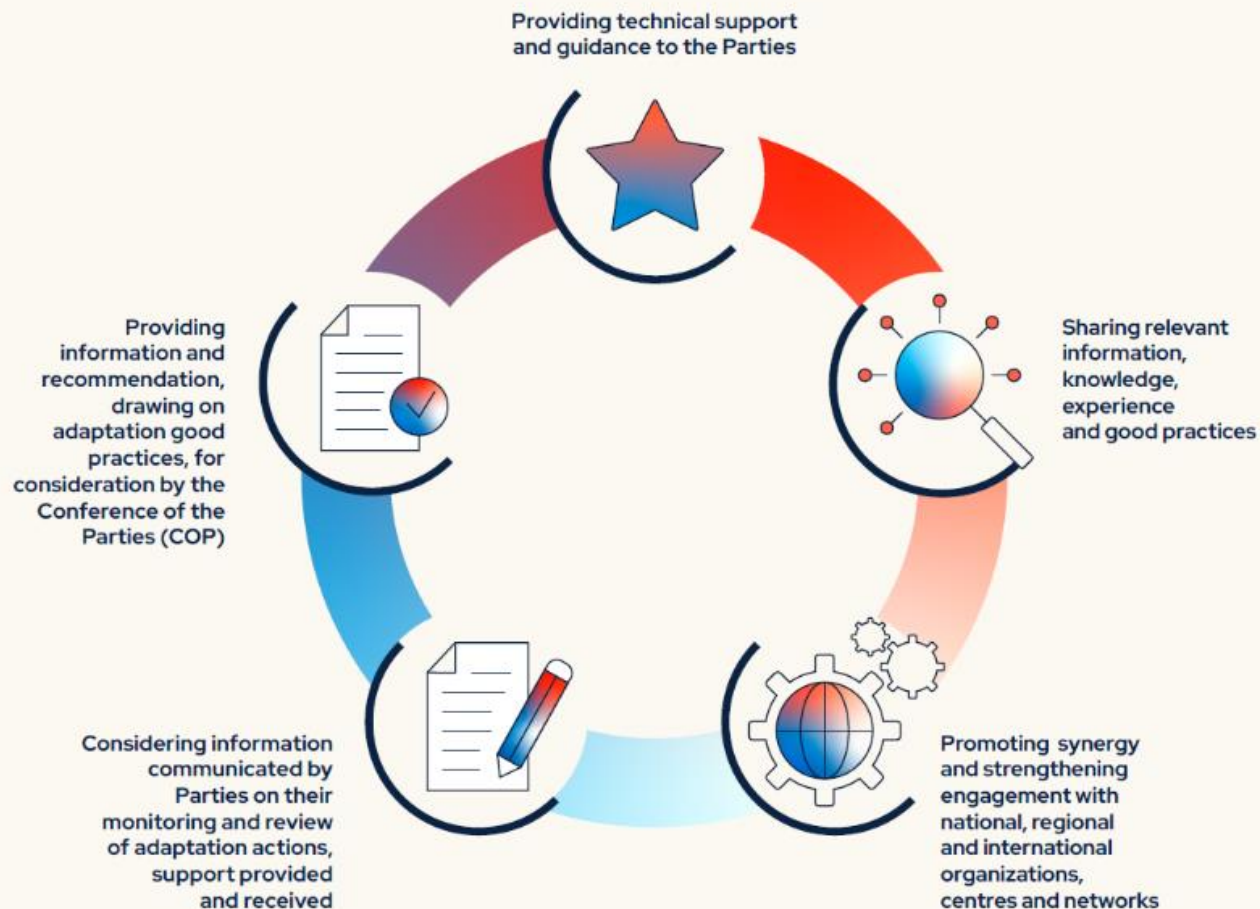 Providing technical support
and guidance to the Parties
Sharing relevant
information,
knowledge,
experience
and good practices
Promoting synergy
and strengthening
engagement with
national, regional
and international
organizations,
centres and networks
Considering information
communicated by
Parties on their
monitoring and review
of adaptation actions,
support provided
and received
Providing
information and
recommendation,
drawing on
adaptation good
practices, for
consideration by the
Conference of the
Parties (COP)